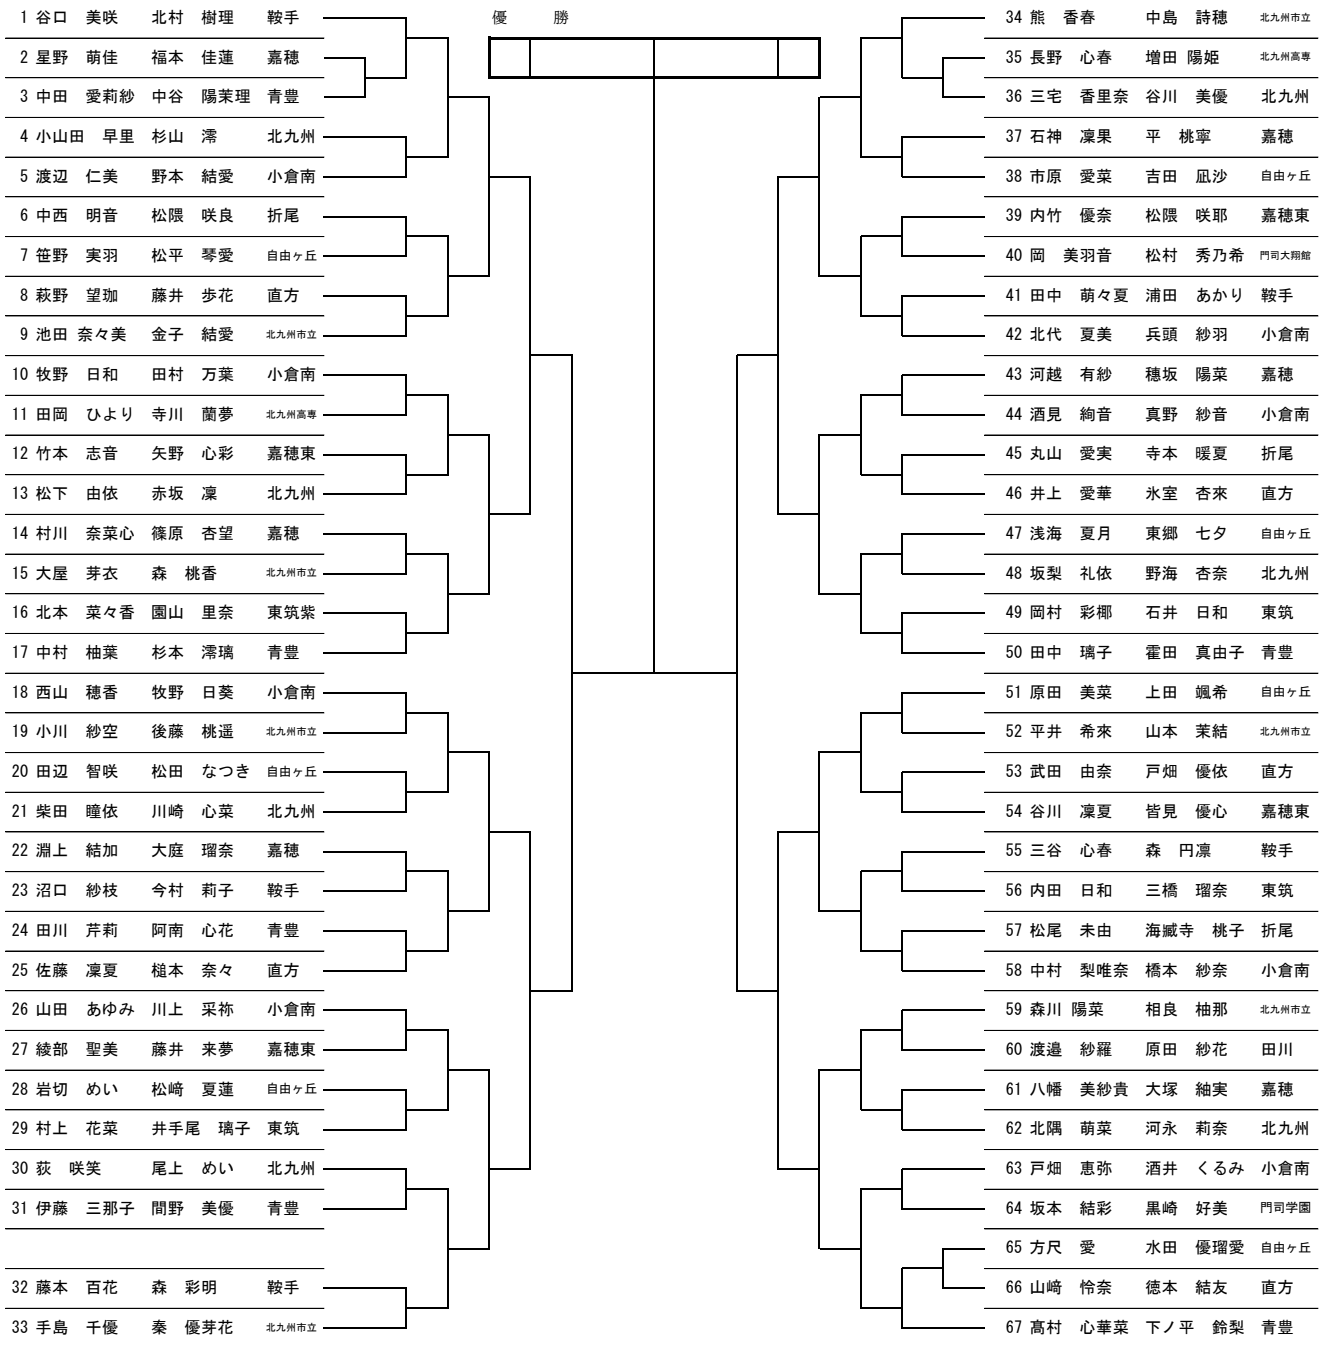 優　勝
1 谷口　美咲　北村　樹理　鞍手
2 星野　萌佳　福本　佳蓮　嘉穂
3 中田　愛莉紗　中谷　陽茉理　青豊
4 小山田　早里　杉山　澪　北九州
5 渡辺　仁美　野本　結愛　小倉南
6 中西　明音　松隈　咲良　折尾
7 笹野　実羽　松平　琴愛　自由ヶ丘
8 萩野　望珈　藤井　歩花　直方
9 池田 奈々美　金子　結愛　北九州市立
10 牧野　日和　田村　万葉　小倉南
11 田岡　ひより　寺川　蘭夢　北九州高専
12 竹本　志音　矢野　心彩　嘉穂東
13 松下　由依　赤坂　凜　北九州
14 村川　奈菜心　篠原　杏望　嘉穂
15 大屋　芽衣　森　桃香　北九州市立
16 北本　菜々香　園山　里奈　東筑紫
17 中村　柚葉　杉本　澪璃　青豊
18 西山　穂香　牧野　日葵　小倉南
19 小川　紗空　後藤　桃遥　北九州市立
20 田辺　智咲　松田　なつき　自由ヶ丘
21 柴田　瞳依　川崎　心菜　北九州
22 淵上　結加　大庭　瑠奈　嘉穂
23 沼口　紗枝　今村　莉子　鞍手
24 田川　芹莉　阿南　心花　青豊
25 佐藤　凜夏　槌本　奈々　直方
26 山田　あゆみ　川上　采祢　小倉南
27 綾部　聖美　藤井　来夢　嘉穂東
28 岩切　めい　松﨑　夏蓮　自由ヶ丘
29 村上　花菜　井手尾　璃子　東筑
30 荻　咲笑　尾上　めい　北九州
31 伊藤　三那子　間野　美優　青豊
32 藤本　百花　森　彩明　鞍手
33 手島　千優　秦　優芽花　北九州市立
34 熊　香春　中島　詩穂　北九州市立
35 長野　心春　増田 陽姫　北九州高専
36 三宅　香里奈　谷川　美優　北九州
37 石神　凜果　平　桃寧　嘉穂
38 市原　愛菜　吉田　凪沙　自由ヶ丘
39 内竹　優奈　松隈　咲耶　嘉穂東
40 岡　美羽音　松村　秀乃希　門司大翔館
41 田中　萌々夏　浦田　あかり　鞍手
42 北代　夏美　兵頭　紗羽　小倉南
43 河越　有紗　穂坂　陽菜　嘉穂
44 酒見　絢音　真野　紗音　小倉南
45 丸山　愛実　寺本　暖夏　折尾
46 井上　愛華　氷室　杏來　直方
47 浅海　夏月　東郷　七夕　自由ヶ丘
48 坂梨　礼依　野海　杏奈　北九州
49 岡村　彩椰　石井　日和　東筑
50 田中　璃子　霍田　真由子　青豊
51 原田　美菜　上田　颯希　自由ヶ丘
52 平井　希來　山本　茉結　北九州市立
53 武田　由奈　戸畑　優依　直方
54 谷川　凜夏　皆見　優心　嘉穂東
55 三谷　心春　森　円凛　鞍手
56 内田　日和　三橋　瑠奈　東筑
57 松尾　未由　海臧寺　桃子　折尾
58 中村　梨唯奈　橋本　紗奈　小倉南
59 森川 陽菜　相良　柚那　北九州市立
60 渡邉　紗羅　原田　紗花　田川
61 八幡　美紗貴　大塚　紬実　嘉穂
62 北隅　萌菜　河永　莉奈　北九州
63 戸畑　恵弥　酒井　くるみ　小倉南
64 坂本　結彩　黒崎　好美　門司学園
65 方尺　愛　水田　優瑠愛　自由ヶ丘
66 山﨑　怜奈　徳本　結友　直方
67 髙村　心華菜　下ノ平　鈴梨　青豊